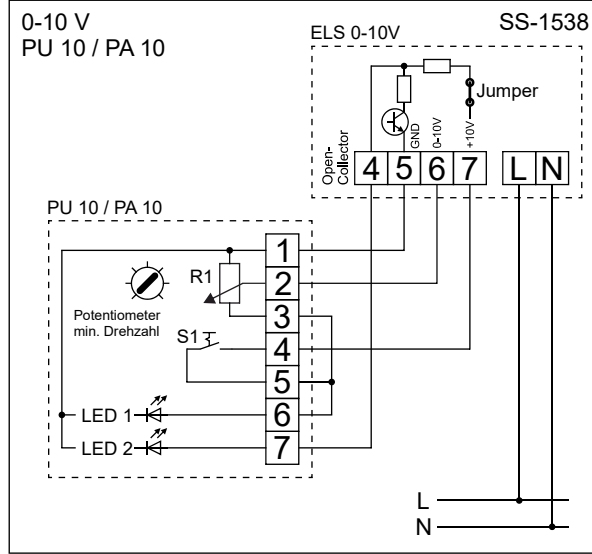 0-10 V
PU 10 / PA 10
SS-1538
ELS 0-10V
Jumper
Open-
Collector
GND
0-10V
+10V
4 5 6 7 L N
PU 10 / PA 10
Potentiometer
min. Drehzahl
R1
S1
LED 1
LED 2
1
2
3
4
5
6
7
L
N